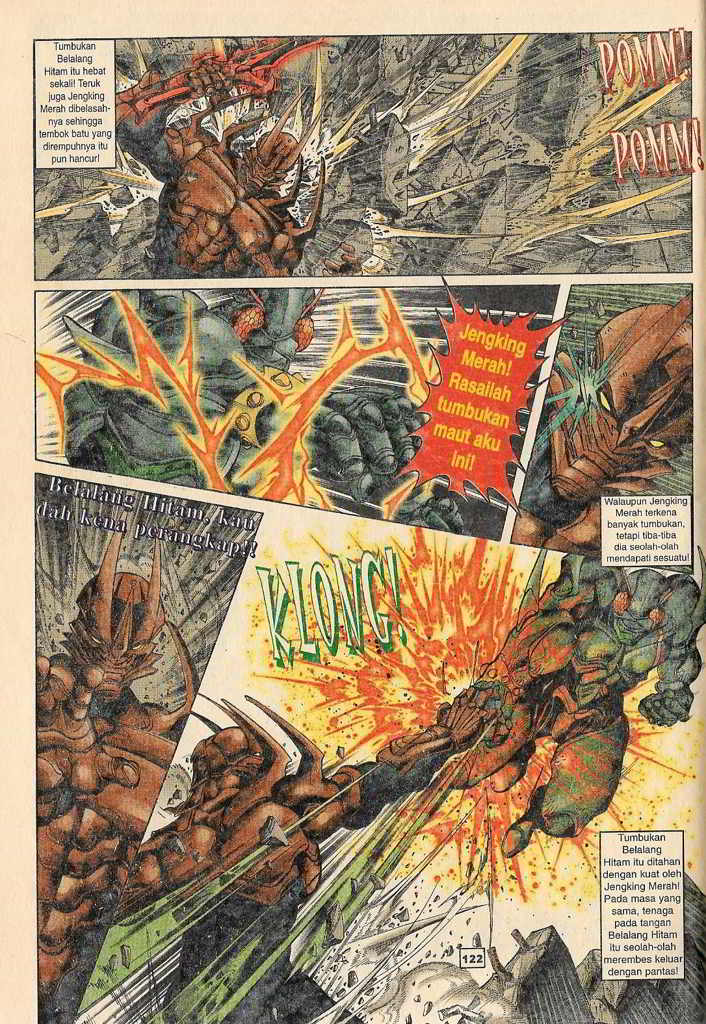 Tumbukan
Belalang
Hitam itu hebat
sekali! Teruk
juga Jengking
Merah dibelasah-
nya sehingga
tembok batu yang
dirempuhnya itu
pun hancur!
POMM!
POMM!
Jengking
Merah!
Rasailah
tumbukan
maut aku
ini!
Walaupun Jengking
Merah terkena
banyak tumbukan,
tetapi tiba-tiba
dia seolah-olah
mendapati sesuatu!
Belalang Hitam, kau
dah kena perangkap!!
KLONG!
Tumbukan
Belalang
Hitam itu ditahan
dengan kuat oleh
Jengking Merah!
Pada masa yang
sama, tenaga
pada tangan
Belalang Hitam
itu seolah-olah
merembes keluar
dengan pantas!
122